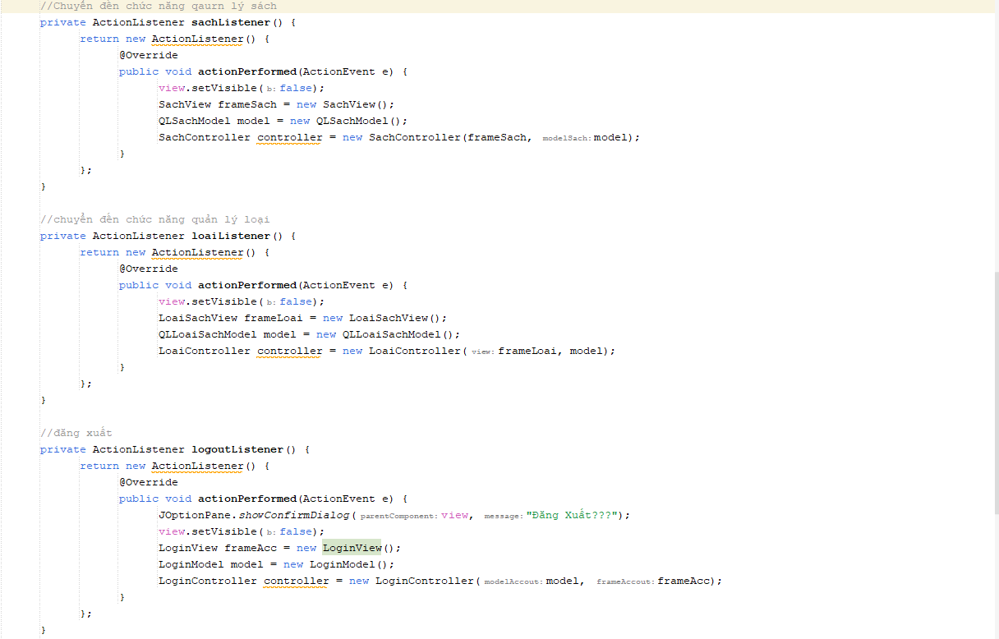 //Chuyển đền chức năng qaurn lý sách
private ActionListener sachListener() {
return new ActionListener() {
@Override
public void actionPerformed(ActionEvent e) {
view.setVisible( b: false);
SachView frameSach = new SachView();
QLSachModel model = new QLSachModel();
SachController controller = new SachController(frameSach, modelSach: model);
}
};
}
//chuyển đến chức năng quản lý loại
private ActionListener loaiListener() {
return new ActionListener() {
@Override
public void actionPerformed(ActionEvent e) {
view.setVisible( b: false);
LoaiSachView frameLoai = new LoaiSachView();
QLLoaiSachModel model = new QLLoaiSachModel();
LoaiController controller = new LoaiController( view: frameLoai, model);
}
};
}
//đăng xuất
private ActionListener logoutListener() {
return new ActionListener() {
@Override
public void actionPerformed(ActionEvent e) {
JOptionPane.showConfirmDialog( parentComponent: view, message: "Đăng Xuất???");
view.setVisible( b: false);
LoginView frameAcc = new LoginView();
LoginModel model = new LoginModel();
LoginController controller = new LoginController( modelAccout: model, frameAccout: frameAcc);
}
};
}